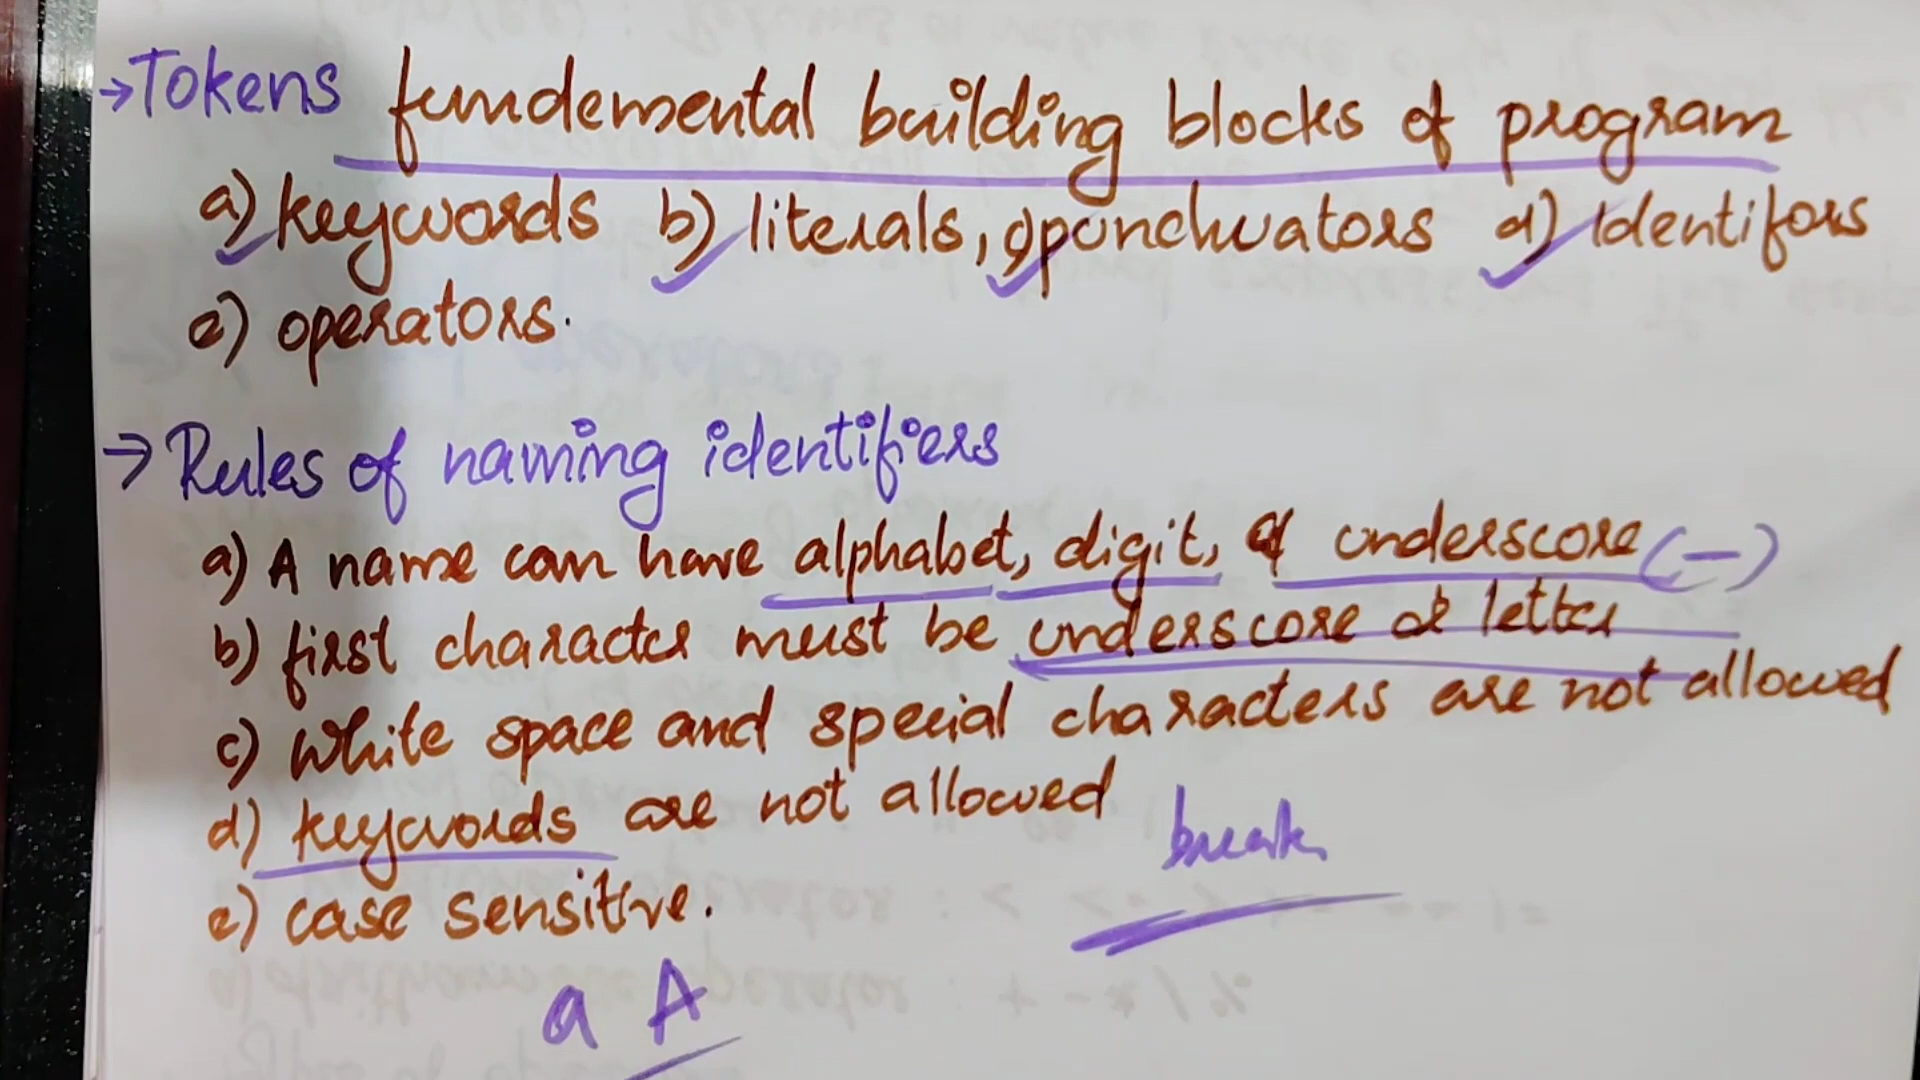 →Tokens fundemental building blocks of program
a) keywords b) literals, c) punctuators d) Identifors
e) operators.
→ Rules of naming identifiers
a) A name can have alphabet, digit, & underscore (_)
b) first character must be underscore or letter
c) White space and special characters are not allowed
d) keywords are not allowed
break
e) case sensitive.
a A